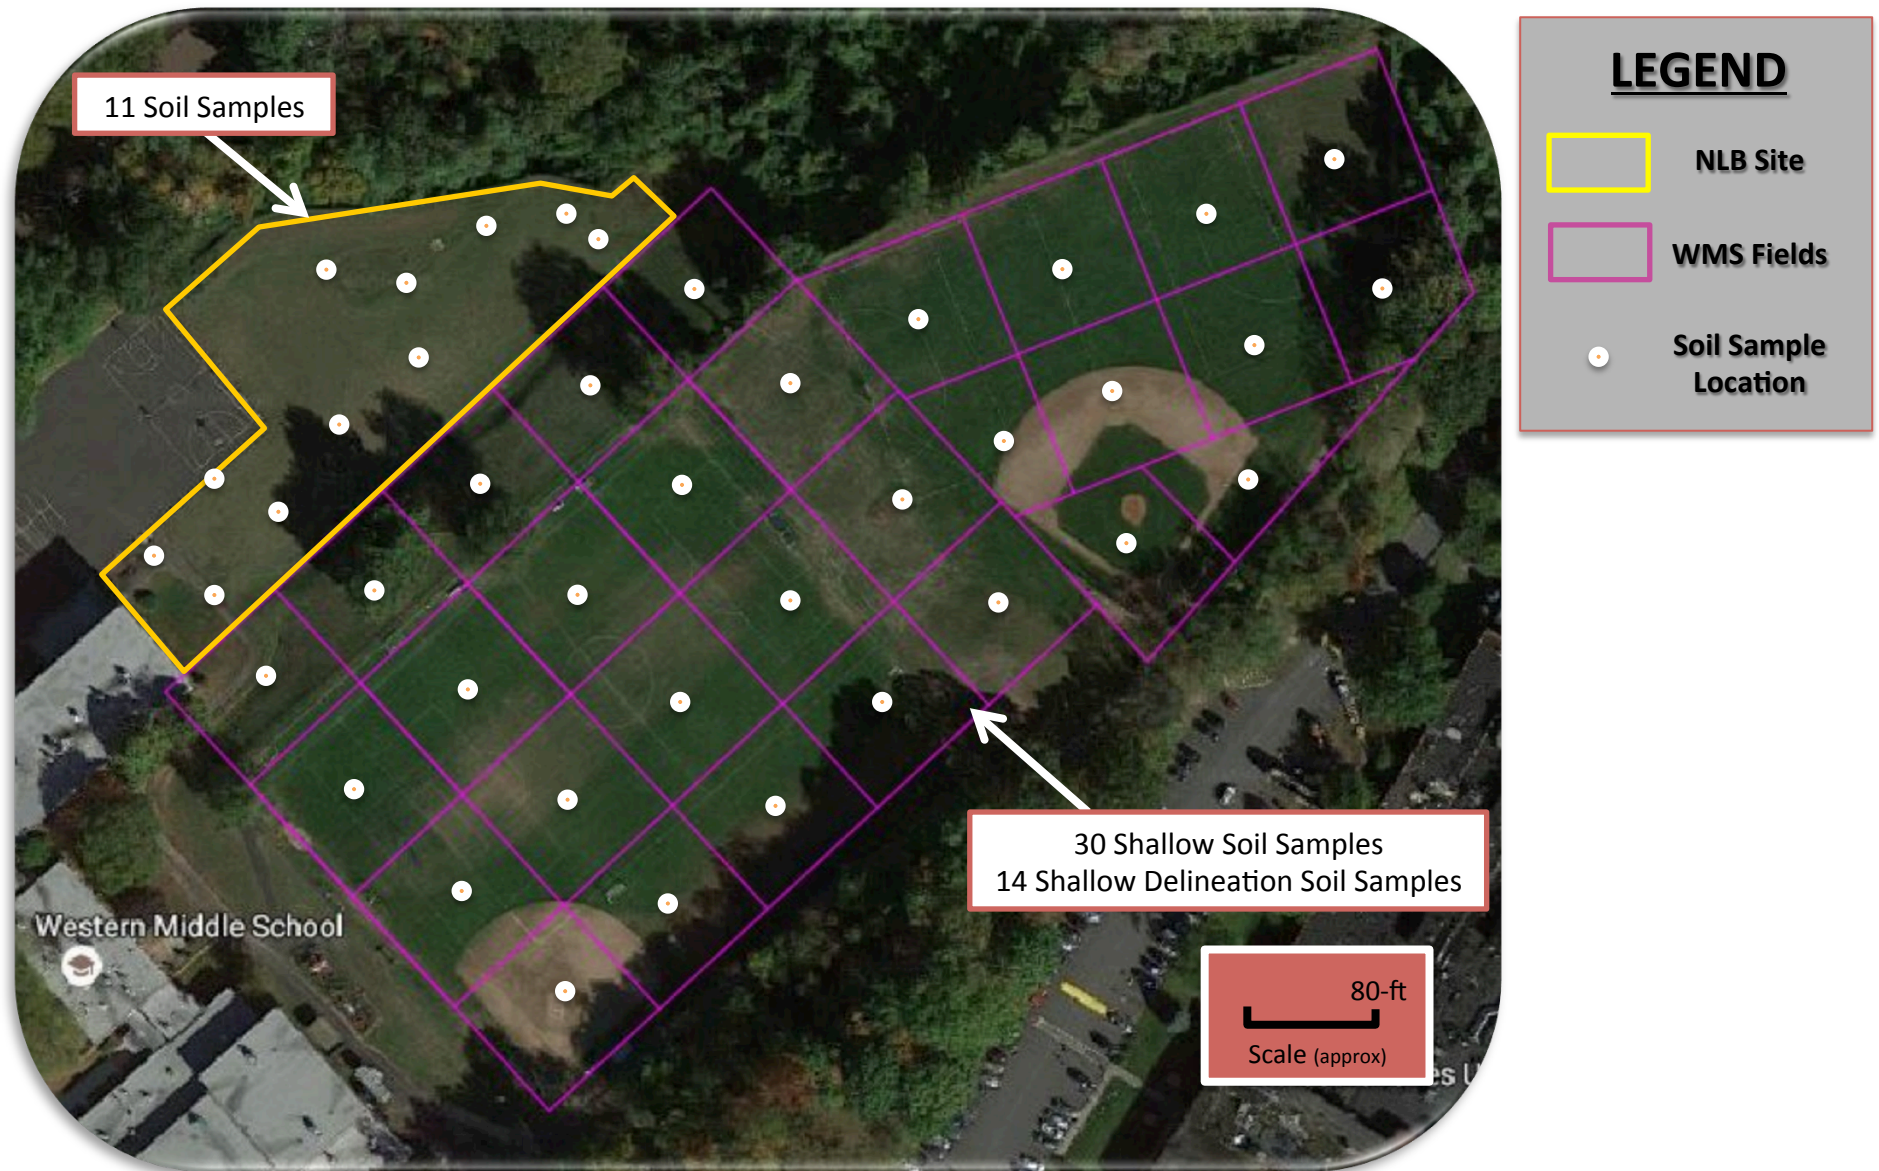 11 Soil Samples
LEGEND
NLB Site
WMS Fields
Soil Sample
Location
30 Shallow Soil Samples
14 Shallow Delineation Soil Samples
Western Middle School
80-ft
Scale (approx)